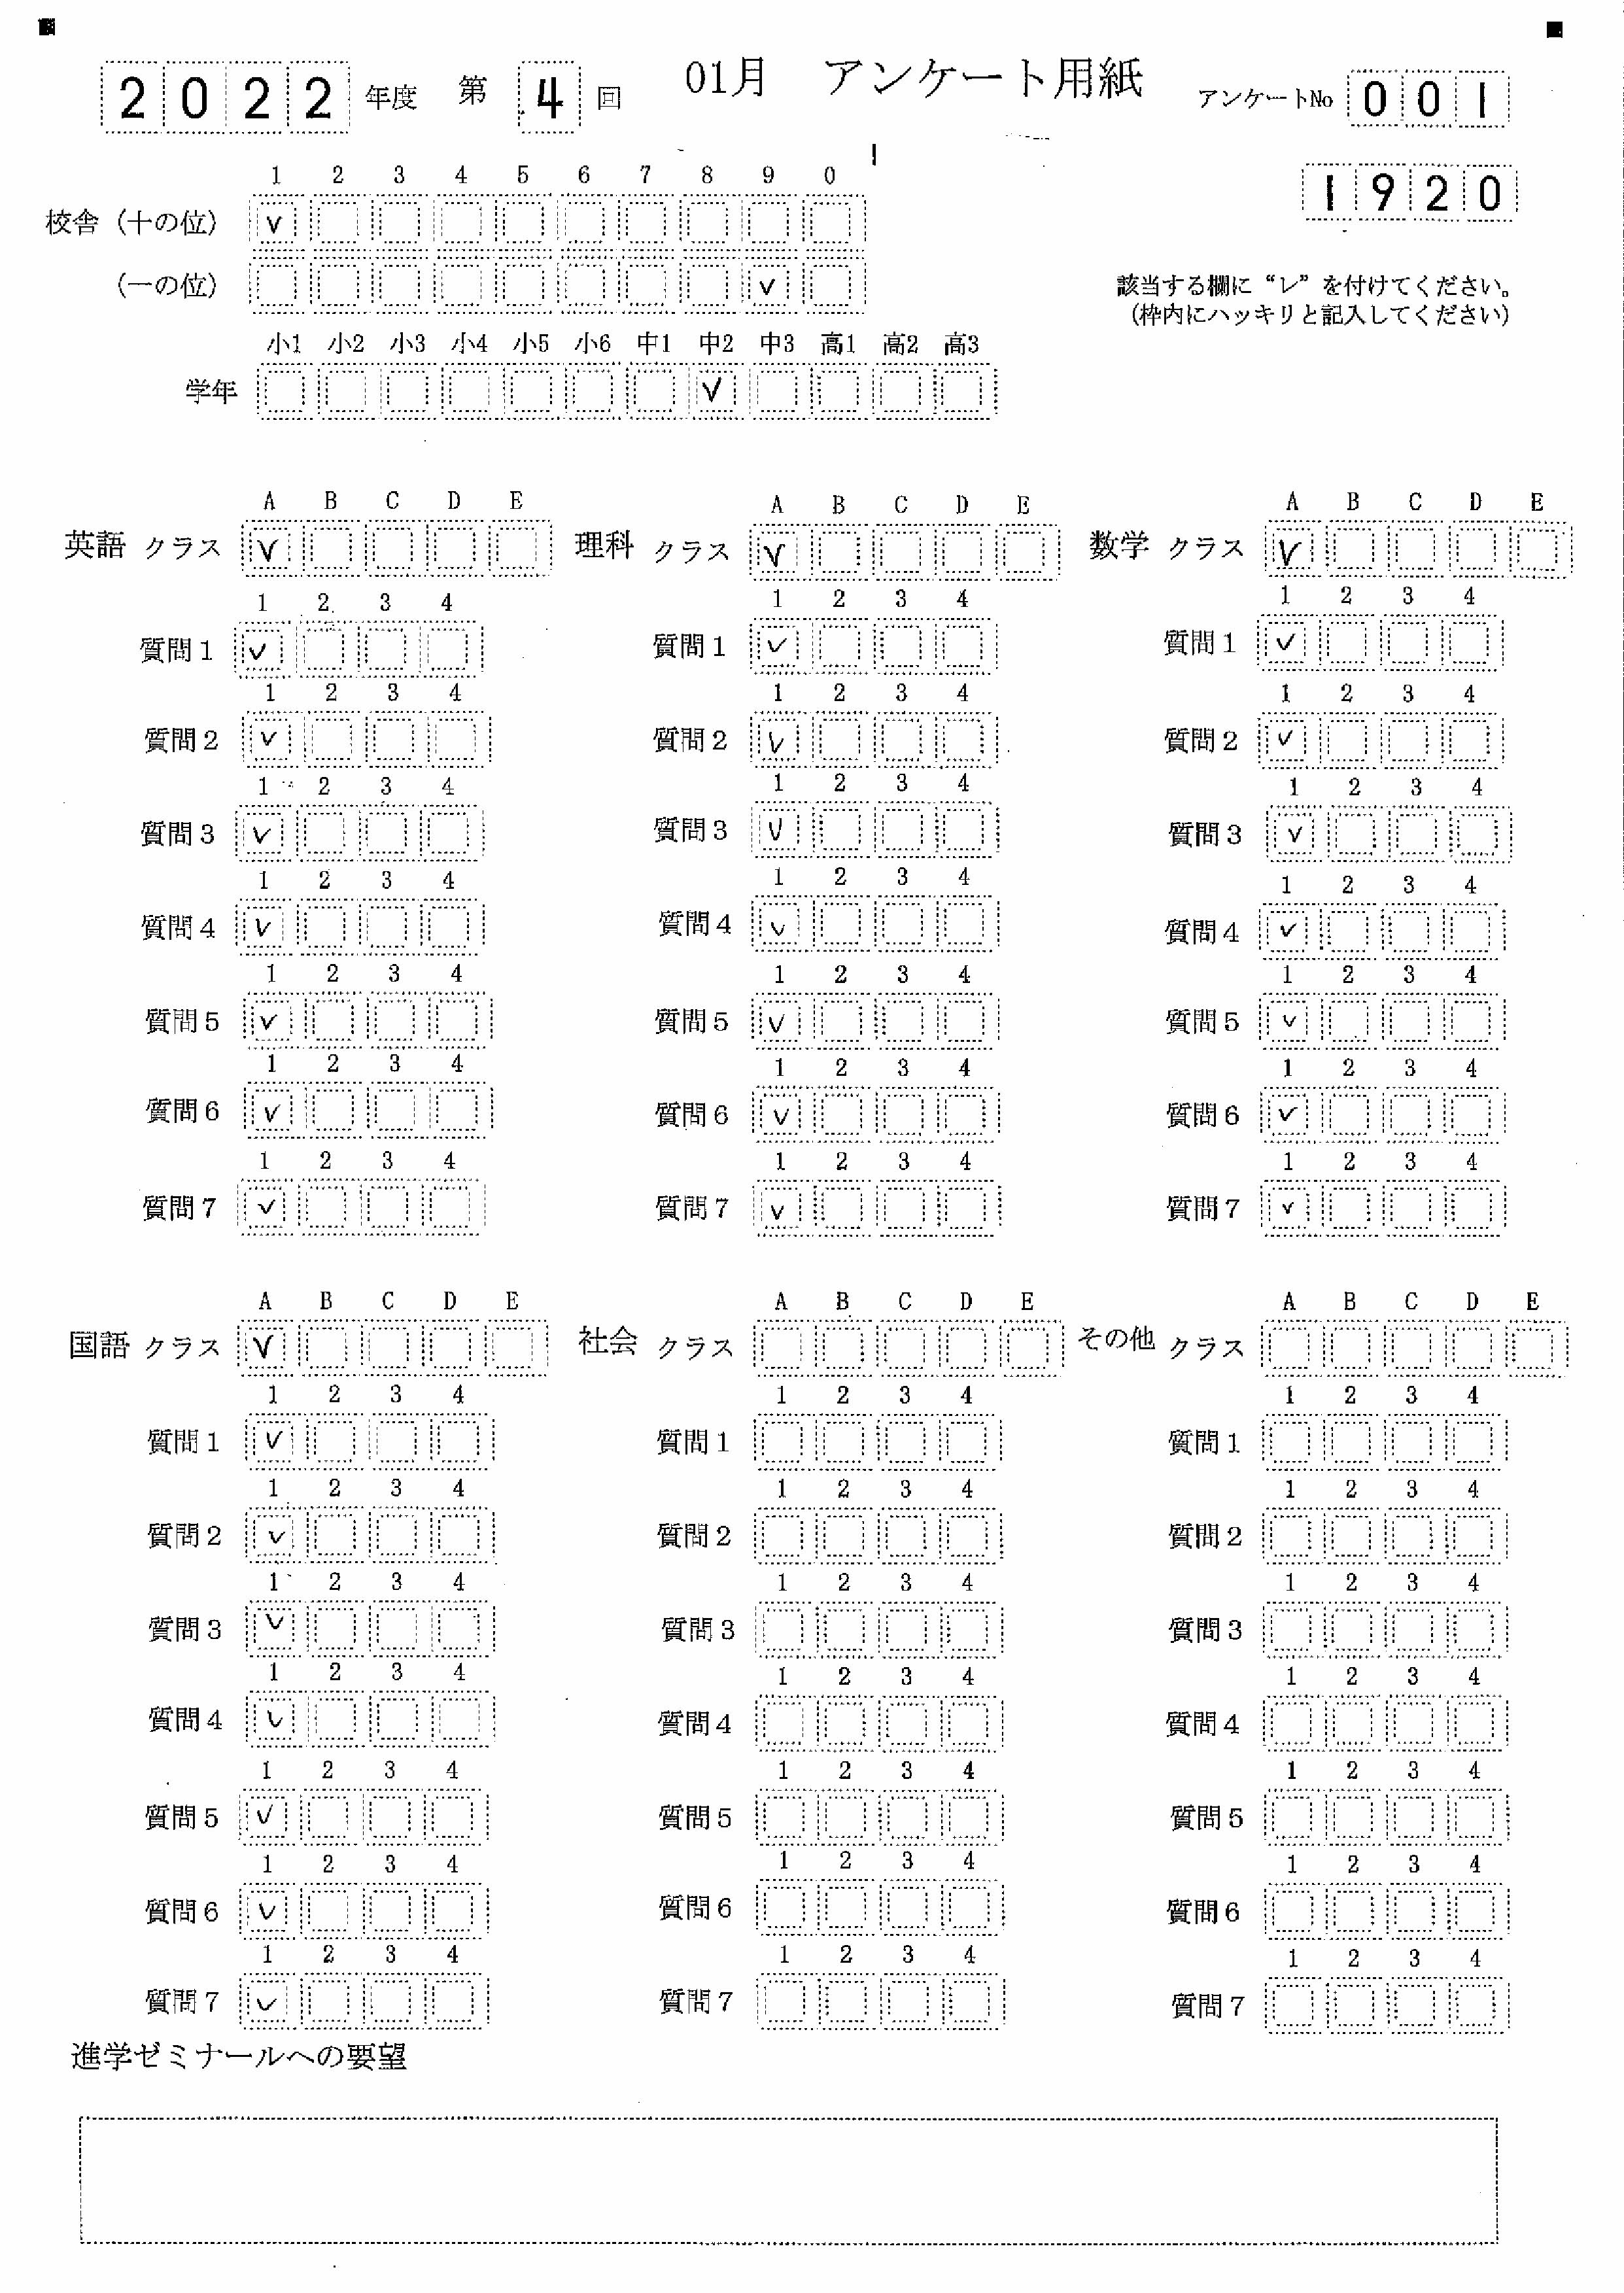 2022 年度 第 4 回 01月 アンケート用紙 アンケートNo 001
1920
1 2 3 4 5 6 7 8 9 0
校舎（十の位） v
（一の位） v
該当する欄に“レ”を付けてください。
（枠内にハッキリと記入してください）
小1 小2 小3 小4 小5 小6 中1 中2 中3 高1 高2 高3
学年 v
A B C D E A B C D E A B C D E
英語 クラス v 理科 クラス v 数学 クラス v
1 2 3 4 1 2 3 4 1 2 3 4
質問1 v 質問1 v 質問1 v
1 2 3 4 1 2 3 4 1 2 3 4
質問2 v 質問2 v 質問2 v
1 2 3 4 1 2 3 4 1 2 3 4
質問3 v 質問3 v 質問3 v
1 2 3 4 1 2 3 4 1 2 3 4
質問4 v 質問4 v 質問4 v
1 2 3 4 1 2 3 4 1 2 3 4
質問5 v 質問5 v 質問5 v
1 2 3 4 1 2 3 4 1 2 3 4
質問6 v 質問6 v 質問6 v
1 2 3 4 1 2 3 4 1 2 3 4
質問7 v 質問7 v 質問7 v
A B C D E A B C D E A B C D E
国語 クラス v 社会 クラス その他 クラス
1 2 3 4 1 2 3 4 1 2 3 4
質問1 v 質問1 質問1
1 2 3 4 1 2 3 4 1 2 3 4
質問2 v 質問2 質問2
1 2 3 4 1 2 3 4 1 2 3 4
質問3 v 質問3 質問3
1 2 3 4 1 2 3 4 1 2 3 4
質問4 v 質問4 質問4
1 2 3 4 1 2 3 4 1 2 3 4
質問5 v 質問5 質問5
1 2 3 4 1 2 3 4 1 2 3 4
質問6 v 質問6 質問6
1 2 3 4 1 2 3 4 1 2 3 4
質問7 v 質問7 質問7
進学ゼミナールへの要望